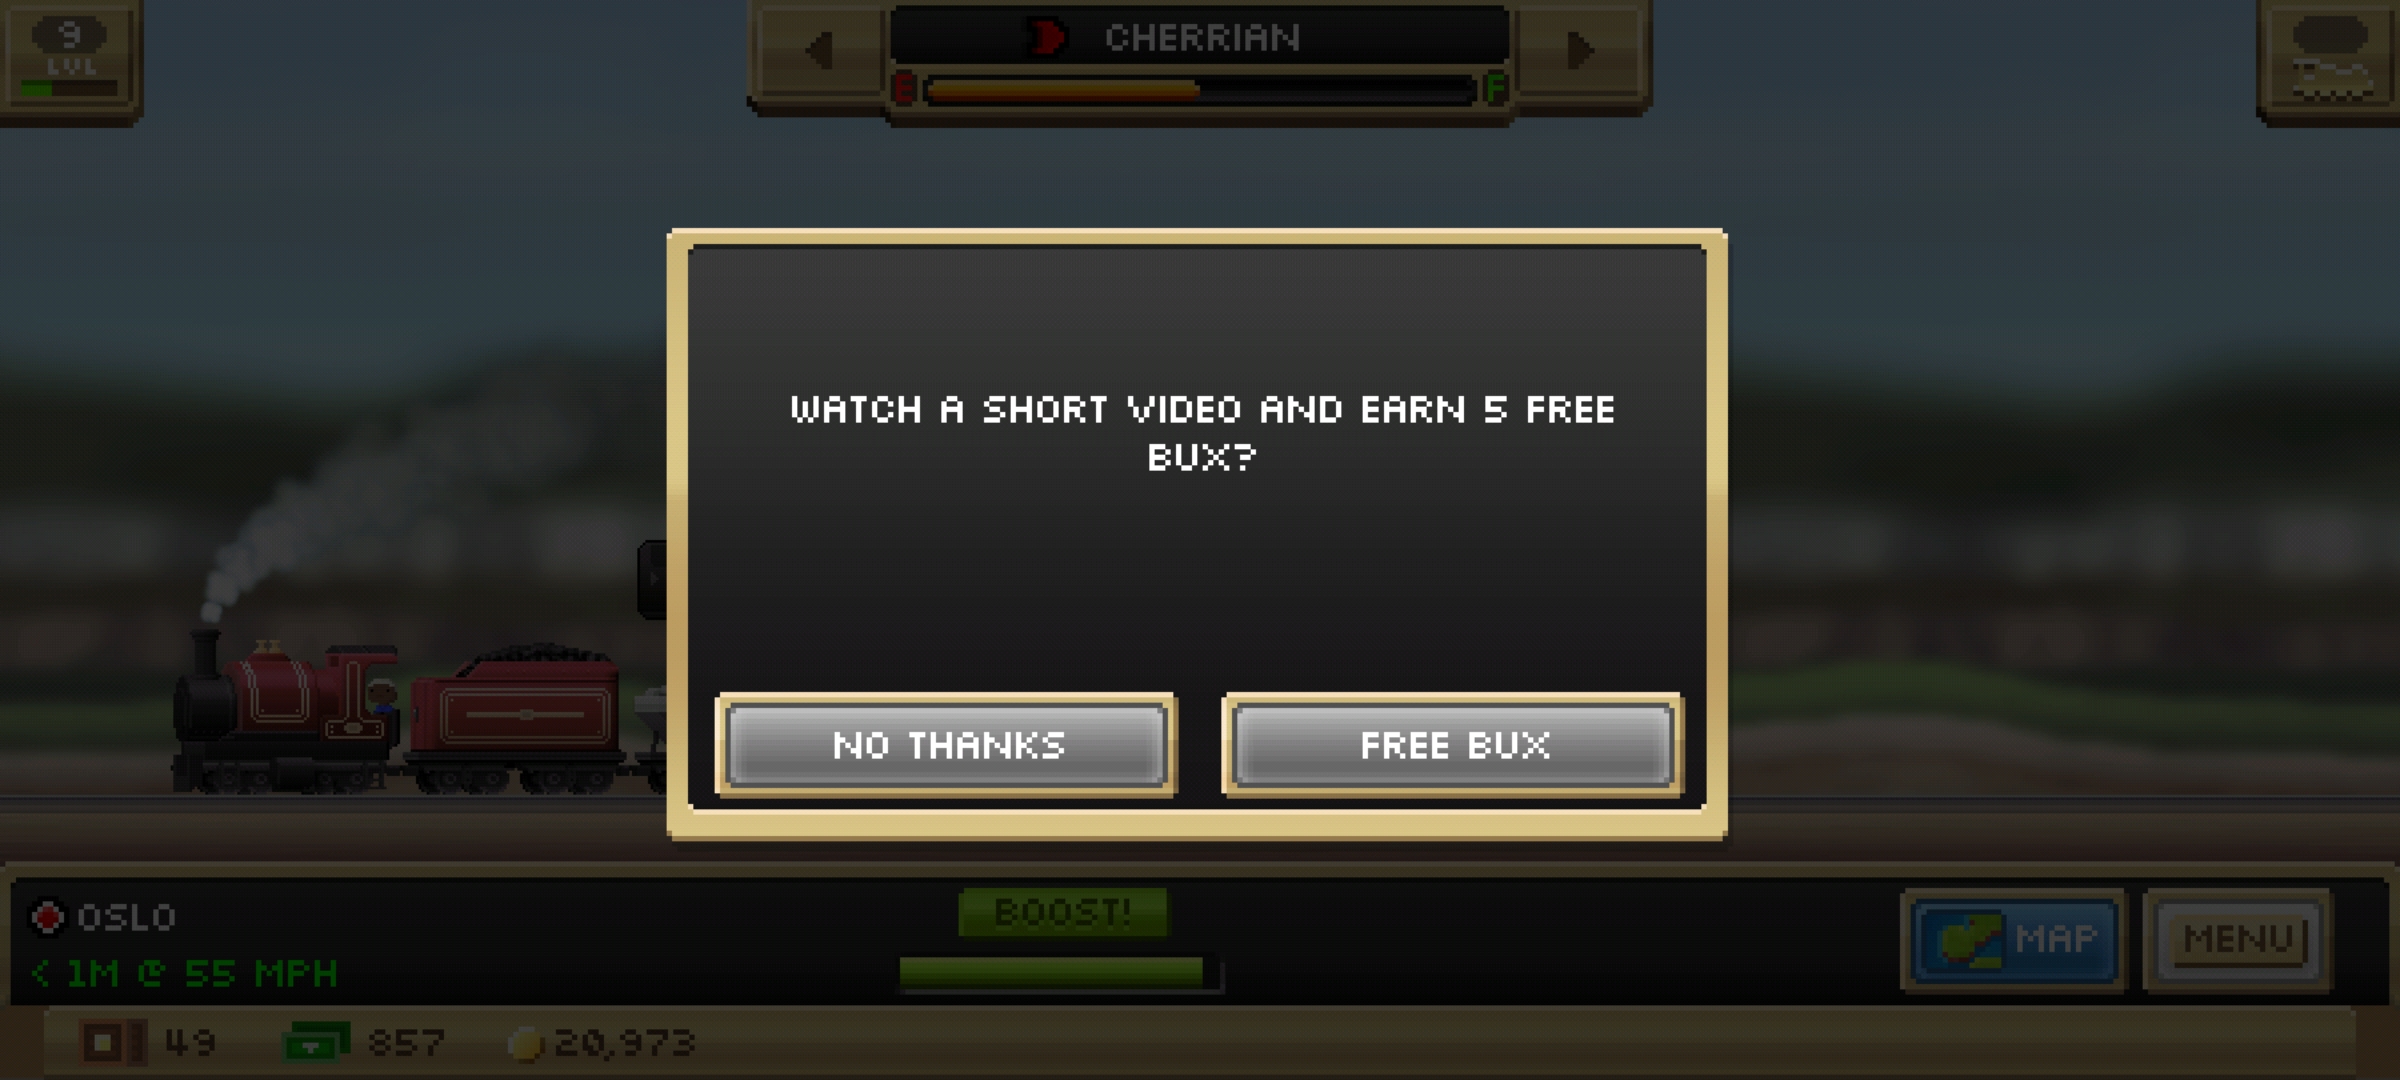 9
LVL
CHERRIAN
E F
WATCH A SHORT VIDEO AND EARN 5 FREE
BUX?
NO THANKS
FREE BUX
OSLO
< 1M @ 55 MPH
BOOST!
MAP
MENU
49
857
20,973